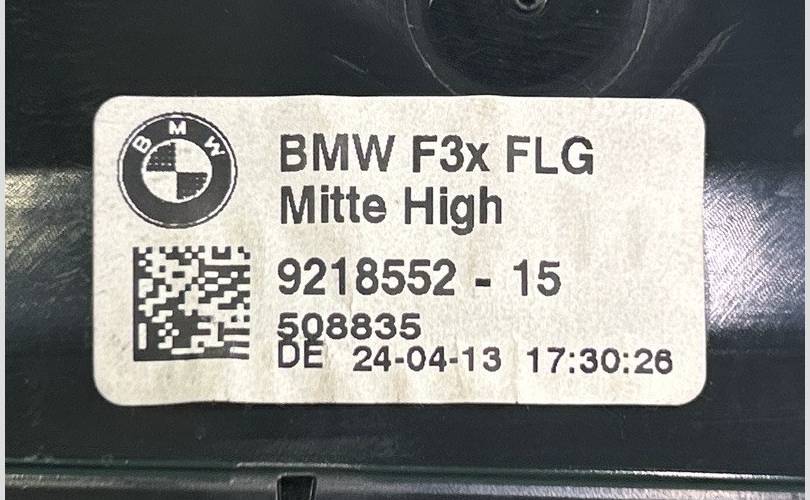 BMW
BMW F3x FLG
Mitte High
9218552 - 15
508835
DE 24-04-13 17:30:26